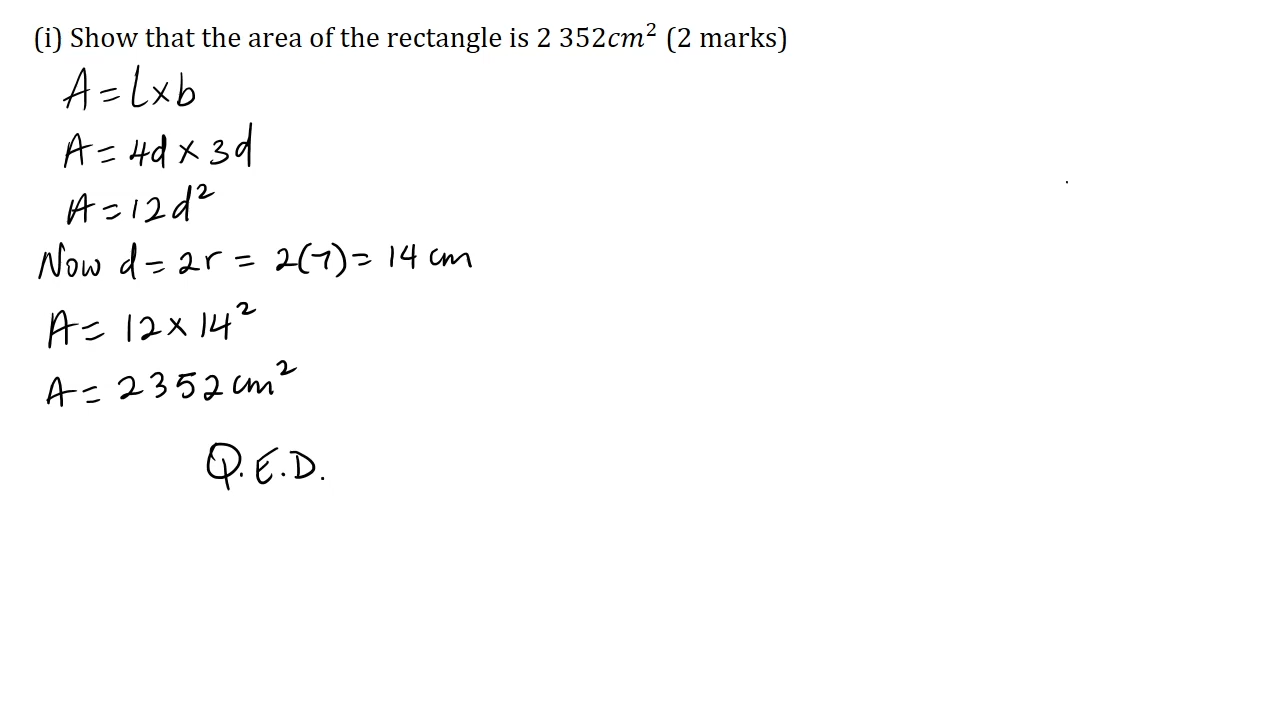 (i) Show that the area of the rectangle is 2 352cm² (2 marks)
A = l × b
A = 4d × 3d
A = 12d²
Now d = 2r = 2(7) = 14 cm
A = 12 × 14²
A = 2352 cm²
Q.E.D.